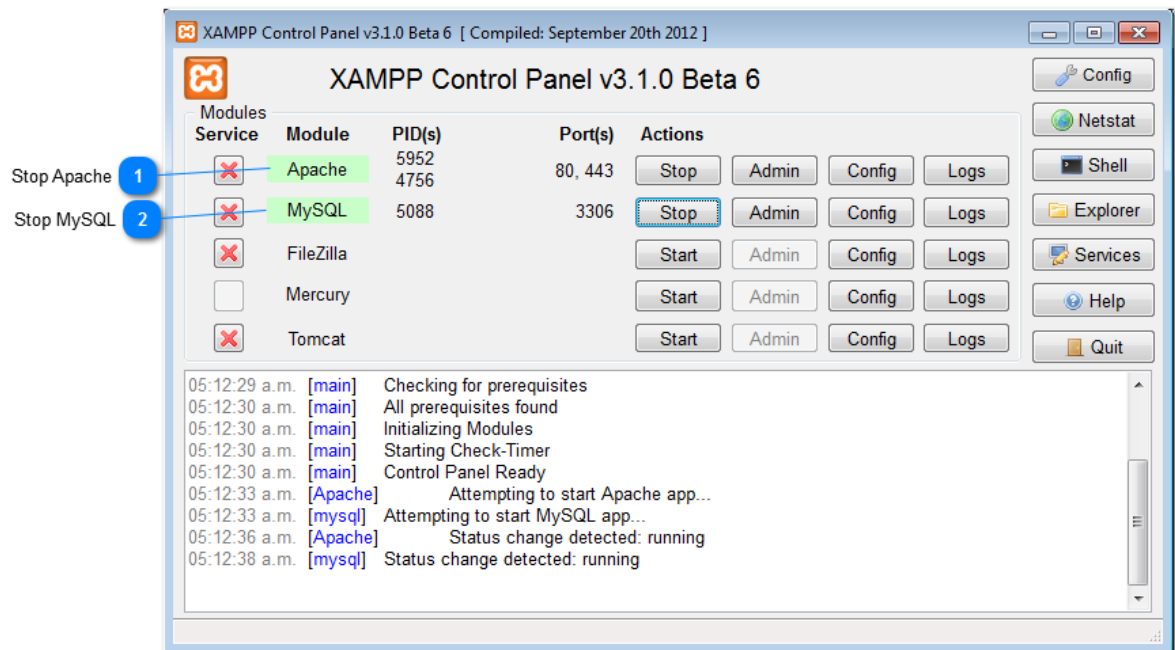 XAMPP Control Panel v3.1.0 Beta 6 [ Compiled: September 20th 2012 ]
XAMPP Control Panel v3.1.0 Beta 6
Config
Modules
Service Module PID(s) Port(s) Actions
Netstat
Stop Apache 1 Apache 5952 4756 80, 443 Stop Admin Config Logs
Shell
Stop MySQL 2 MySQL 5088 3306 Stop Admin Config Logs
Explorer
FileZilla Start Admin Config Logs
Services
Mercury Start Admin Config Logs
Help
Tomcat Start Admin Config Logs
Quit
05:12:29 a.m. [main] Checking for prerequisites
05:12:30 a.m. [main] All prerequisites found
05:12:30 a.m. [main] Initializing Modules
05:12:30 a.m. [main] Starting Check-Timer
05:12:30 a.m. [main] Control Panel Ready
05:12:33 a.m. [Apache] Attempting to start Apache app...
05:12:33 a.m. [mysql] Attempting to start MySQL app...
05:12:36 a.m. [Apache] Status change detected: running
05:12:38 a.m. [mysql] Status change detected: running